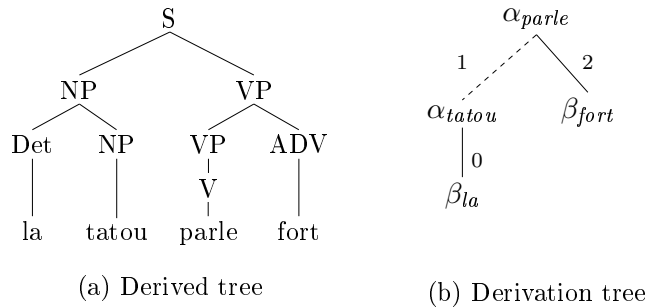 S
NP VP
Det NP VP ADV
V
la tatou parle fort
(a) Derived tree
α_parle
1 2
α_tatou β_fort
0
β_la
(b) Derivation tree